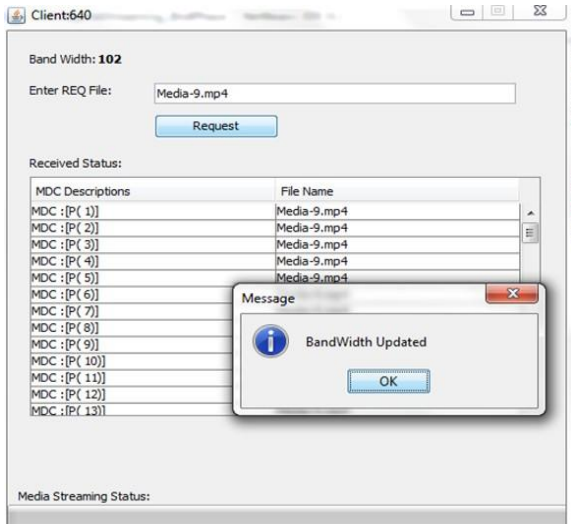 Client:640
Band Width: 102
Enter REQ File:
Media-9.mp4
Request
Received Status:
MDC Descriptions File Name
MDC :[P( 1)] Media-9.mp4
MDC :[P( 2)] Media-9.mp4
MDC :[P( 3)] Media-9.mp4
MDC :[P( 4)] Media-9.mp4
MDC :[P( 5)] Media-9.mp4
MDC :[P( 6)]
MDC :[P( 7)]
MDC :[P( 8)]
MDC :[P( 9)]
MDC :[P( 10)]
MDC :[P( 11)]
MDC :[P( 12)]
MDC :[P( 13)]
Message
BandWidth Updated
OK
Media Streaming Status: